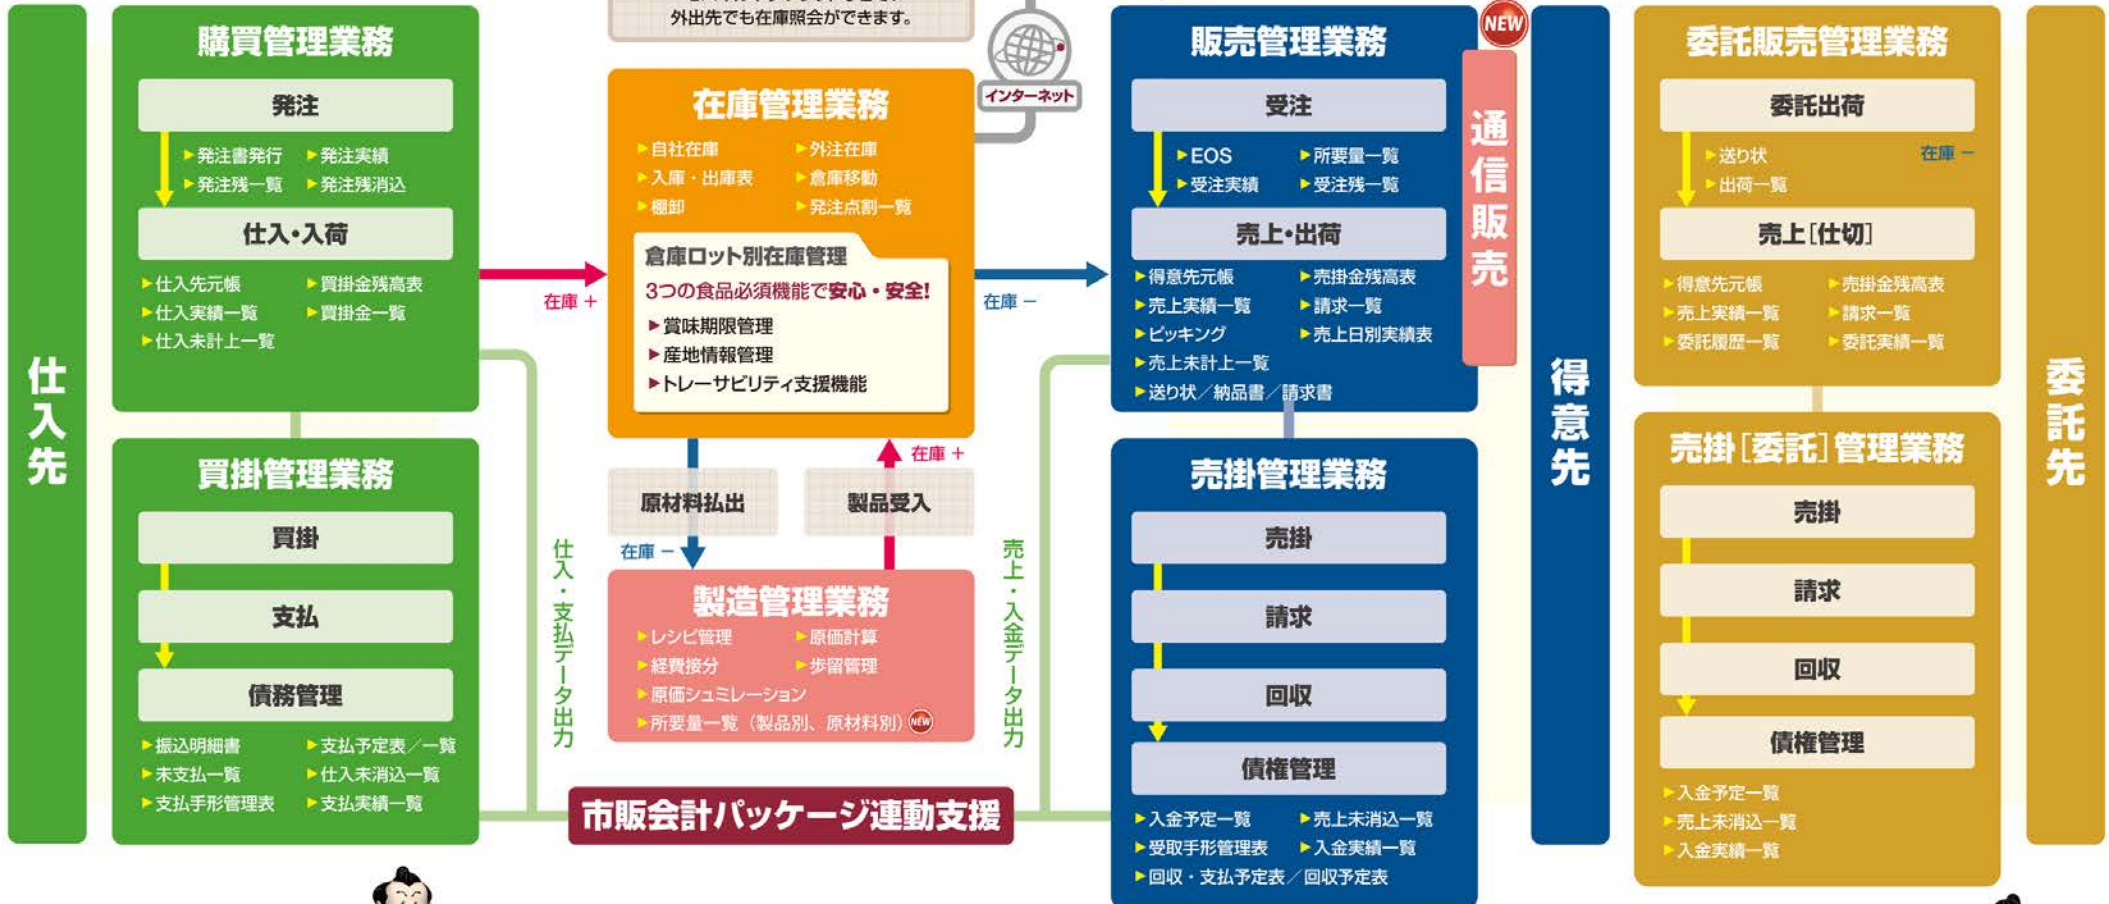 仕入先
購買管理業務
発注
発注書発行
発注実績
発注残一覧
発注残消込
仕入・入荷
仕入先元帳
買掛金残高表
仕入実績一覧
買掛金一覧
仕入未計上一覧
買掛管理業務
買掛
支払
債務管理
振込明細書
支払予定表／一覧
未支払一覧
仕入未消込一覧
支払手形管理表
支払実績一覧
在庫 +
仕入・支払データ出力
外出先でも在庫照会ができます。
インターネット
在庫管理業務
自社在庫
外注在庫
入庫・出庫表
倉庫移動
棚卸
発注点割一覧
倉庫ロット別在庫管理
3つの食品必須機能で安心・安全!
賞味期限管理
産地情報管理
トレーサビリティ支援機能
在庫 +
原材料払出
製品受入
在庫 −
製造管理業務
レシピ管理
原価計算
経費按分
歩留管理
原価シュミレーション
所要量一覧（製品別、原材料別） NEW
市販会計パッケージ連動支援
在庫 −
売上・入金データ出力
販売管理業務
NEW
通信販売
受注
EOS
所要量一覧
受注実績
受注残一覧
売上・出荷
得意先元帳
売掛金残高表
売上実績一覧
請求一覧
ピッキング
売上日別実績表
売上未計上一覧
送り状／納品書／請求書
売掛管理業務
売掛
請求
回収
債権管理
入金予定一覧
売上未消込一覧
受取手形管理表
入金実績一覧
回収・支払予定表／回収予定表
得意先
委託販売管理業務
委託出荷
送り状
在庫 −
出荷一覧
売上[仕切]
得意先元帳
売掛金残高表
売上実績一覧
請求一覧
委託履歴一覧
委託実績一覧
売掛[委託]管理業務
売掛
請求
回収
債権管理
入金予定一覧
売上未消込一覧
入金実績一覧
委託先